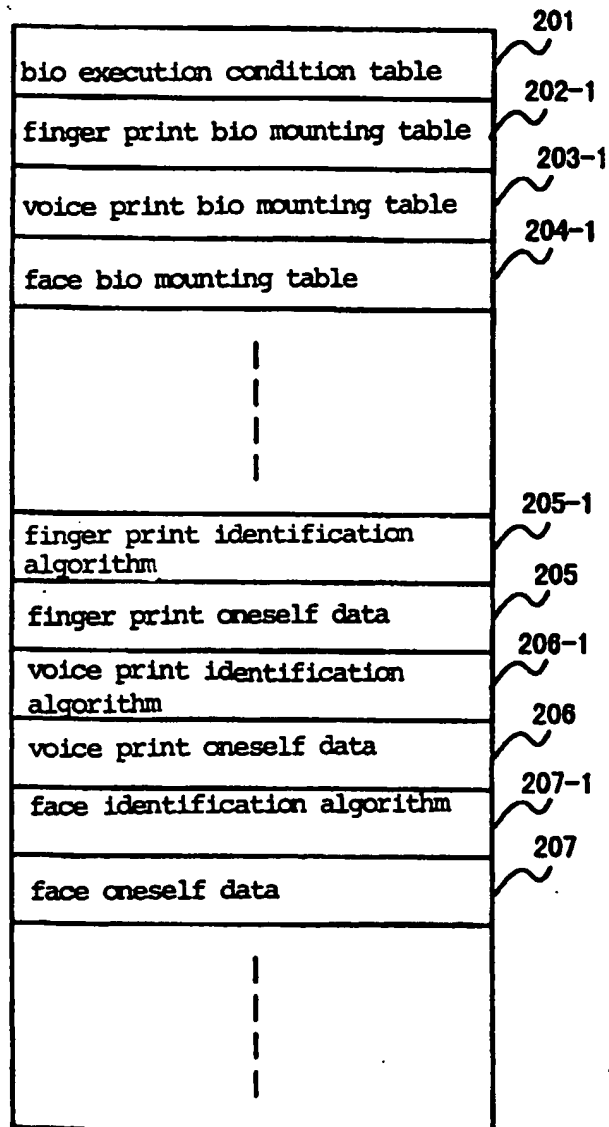 201
bio execution condition table
202-1
finger print bio mounting table
203-1
voice print bio mounting table
204-1
face bio mounting table
205-1
finger print identification
algorithm
205
finger print oneself data
206-1
voice print identification
algorithm
206
voice print oneself data
207-1
face identification algorithm
207
face oneself data